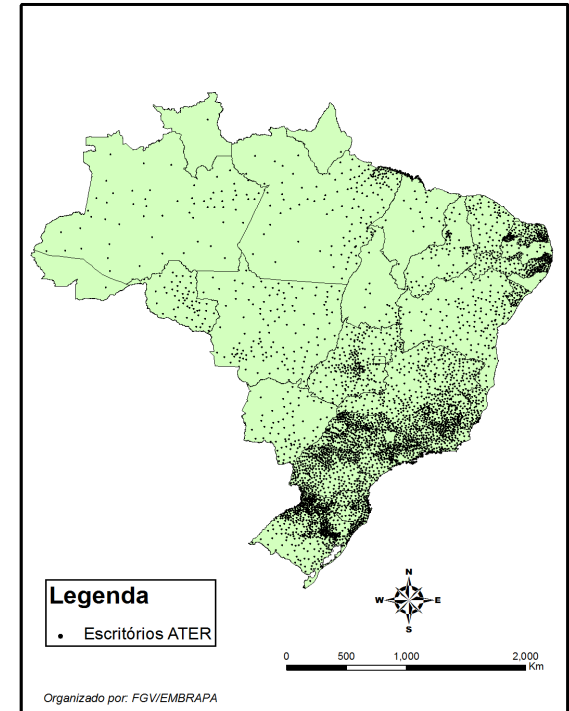 Legenda
Escritórios ATER
N
W
E
S
0 500 1,000 2,000
Km
Organizado por: FGV/EMBRAPA